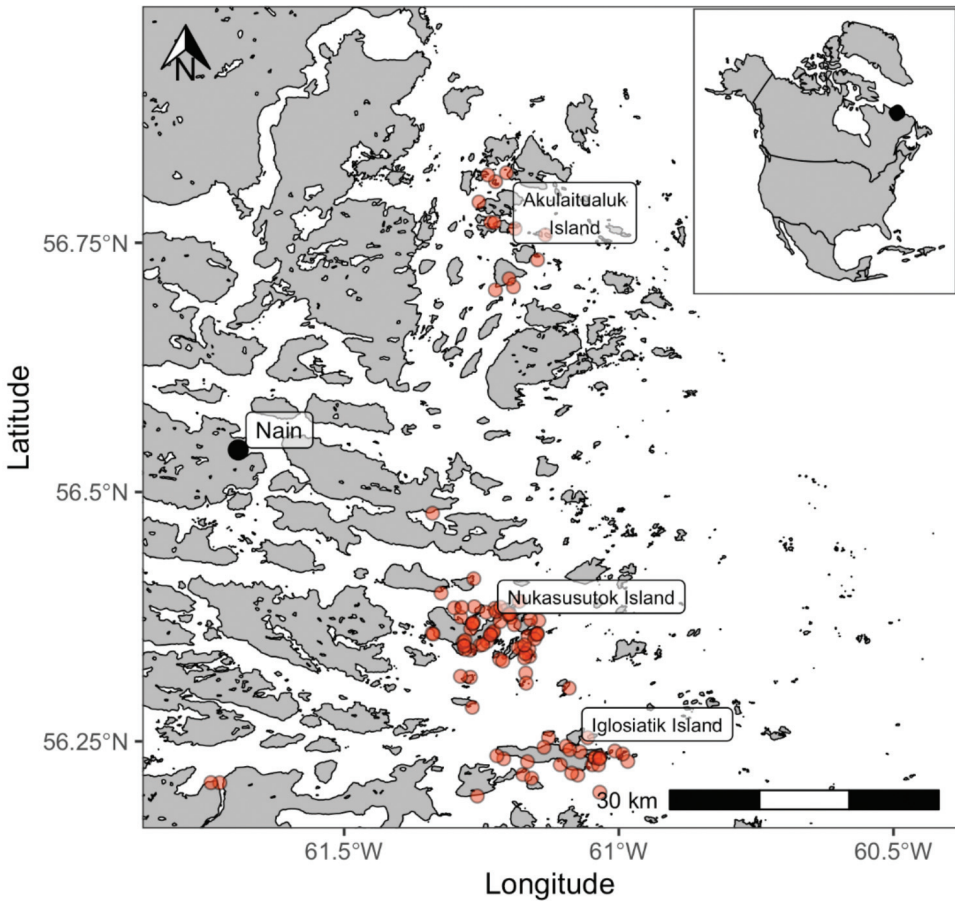 N
Akulaitualuk
Island
56.75°N
Latitude
Nain
56.5°N
Nukasusutok Island
Iglosiatik Island
56.25°N
30 km
61.5°W
61°W
60.5°W
Longitude